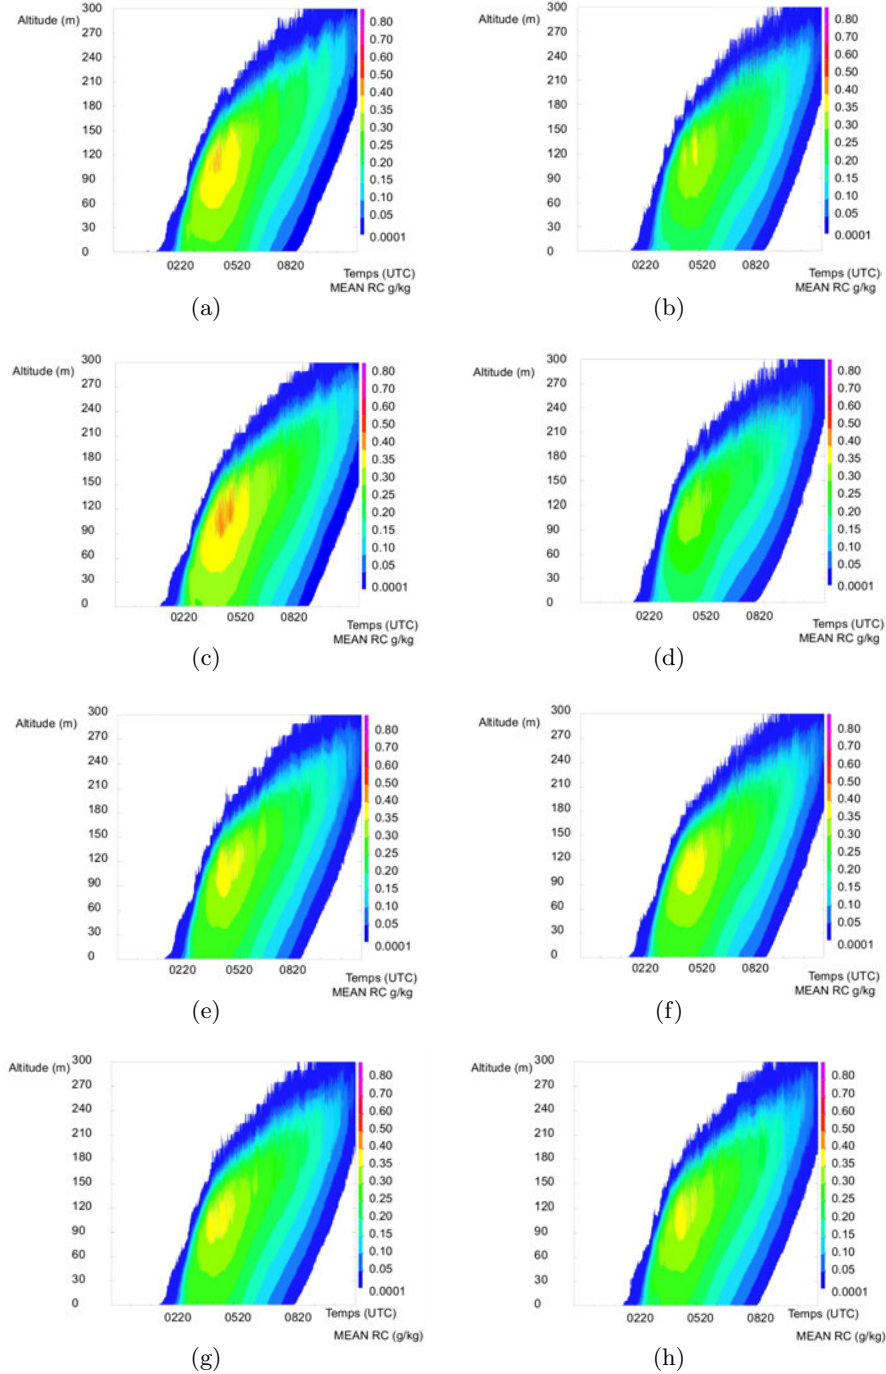 Altitude (m) 300 270 240 210 180 150 120 90 60 30 0
0.80 0.70 0.60 0.50 0.40 0.35 0.30 0.25 0.20 0.15 0.10 0.05 0.0001
0220 0520 0820
Temps (UTC)
MEAN RC g/kg
(a)
Altitude (m) 300 270 240 210 180 150 120 90 60 30 0
0.80 0.70 0.60 0.50 0.40 0.35 0.30 0.25 0.20 0.15 0.10 0.05 0.0001
0220 0520 0820
Temps (UTC)
MEAN RC g/kg
(b)
Altitude (m) 300 270 240 210 180 150 120 90 60 30 0
0.80 0.70 0.60 0.50 0.40 0.35 0.30 0.25 0.20 0.15 0.10 0.05 0.0001
0220 0520 0820
Temps (UTC)
MEAN RC g/kg
(c)
Altitude (m) 300 270 240 210 180 150 120 90 60 30 0
0.80 0.70 0.60 0.50 0.40 0.35 0.30 0.25 0.20 0.15 0.10 0.05 0.0001
0220 0520 0820
Temps (UTC)
MEAN RC g/kg
(d)
Altitude (m) 300 270 240 210 180 150 120 90 60 30 0
0.80 0.70 0.60 0.50 0.40 0.35 0.30 0.25 0.20 0.15 0.10 0.05 0.0001
0220 0520 0820
Temps (UTC)
MEAN RC g/kg
(e)
Altitude (m) 300 270 240 210 180 150 120 90 60 30 0
0.80 0.70 0.60 0.50 0.40 0.35 0.30 0.25 0.20 0.15 0.10 0.05 0.0001
0220 0520 0820
Temps (UTC)
MEAN RC g/kg
(f)
Altitude (m) 300 270 240 210 180 150 120 90 60 30 0
0.80 0.70 0.60 0.50 0.40 0.35 0.30 0.25 0.20 0.15 0.10 0.05 0.0001
0220 0520 0820 Temps (UTC)
MEAN RC (g/kg)
(g)
Altitude (m) 300 270 240 210 180 150 120 90 60 30 0
0.80 0.70 0.60 0.50 0.40 0.35 0.30 0.25 0.20 0.15 0.10 0.05 0.0001
0220 0520 0820 Temps (UTC)
MEAN RC (g/kg)
(h)